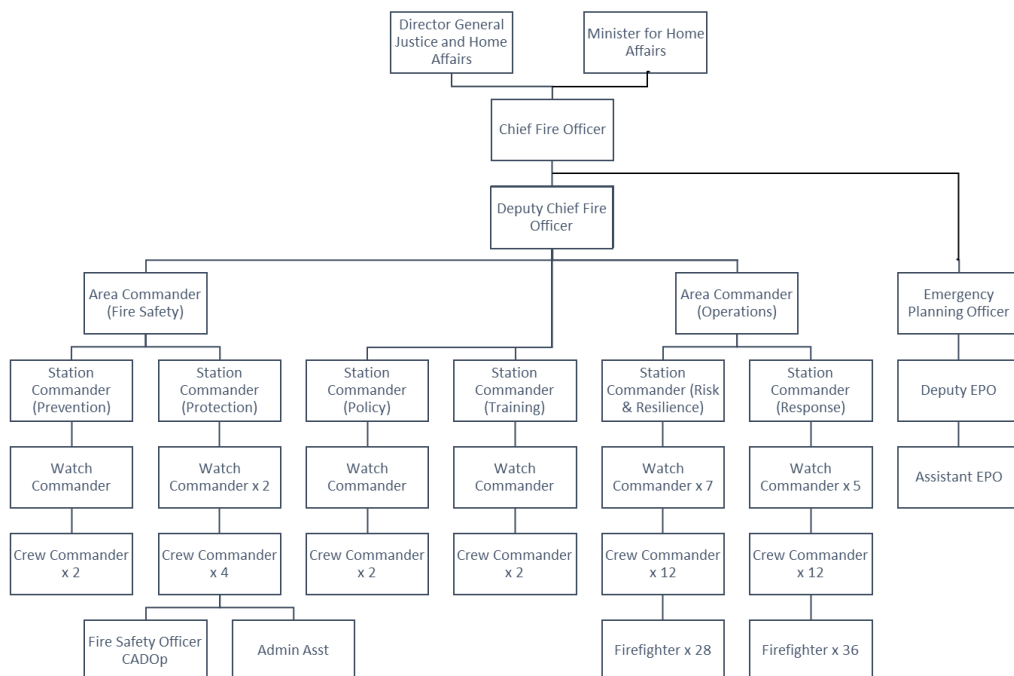 Director General
Justice and Home
Affairs
Minister for Home
Affairs
Chief Fire Officer
Deputy Chief Fire
Officer
Area Commander
(Fire Safety)
Area Commander
(Operations)
Emergency
Planning Officer
Station
Commander
(Prevention)
Station
Commander
(Protection)
Station
Commander
(Policy)
Station
Commander
(Training)
Station
Commander (Risk
& Resilience)
Station
Commander
(Response)
Deputy EPO
Watch
Commander
Watch
Commander x 2
Watch
Commander
Watch
Commander
Watch
Commander x 7
Watch
Commander x 5
Assistant EPO
Crew Commander
x 2
Crew Commander
x 4
Crew Commander
x 2
Crew Commander
x 2
Crew Commander
x 12
Crew Commander
x 12
Fire Safety Officer
CADOp
Admin Asst
Firefighter x 28
Firefighter x 36